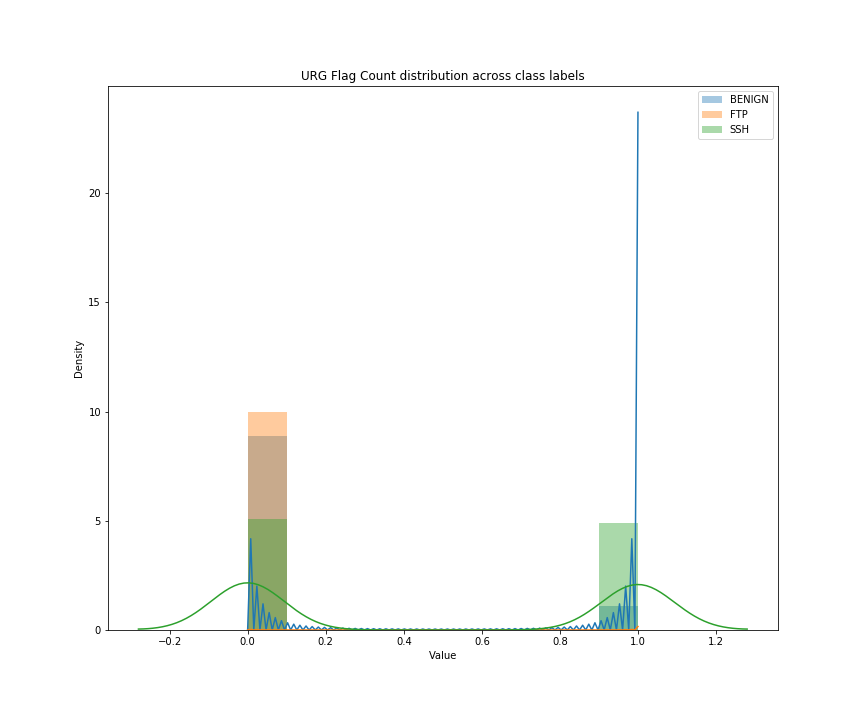 URG Flag Count distribution across class labels
BENIGN
FTP
SSH
Density
20
15
10
5
0
−0.2
0.0
0.2
0.4
0.6
0.8
1.0
1.2
Value